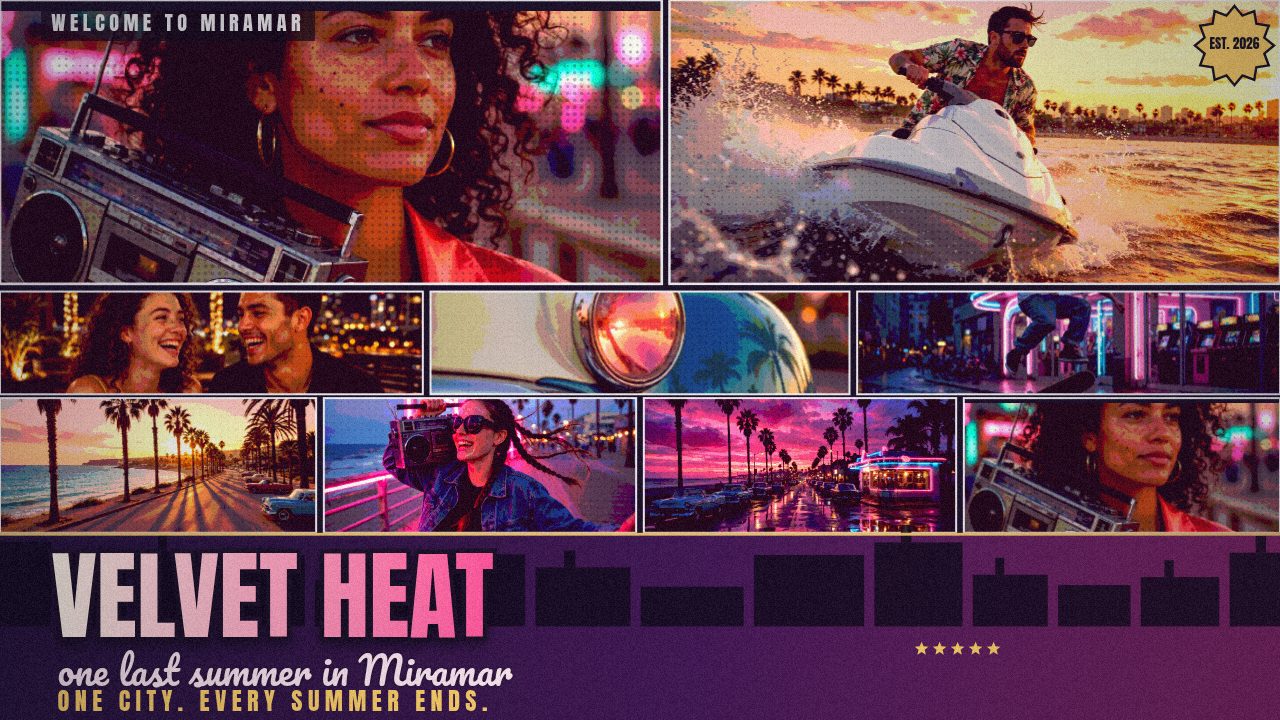 WELCOME TO MIRAMAR
EST. 2026
VELVET HEAT
one last summer in Miramar
ONE CITY. EVERY SUMMER ENDS.